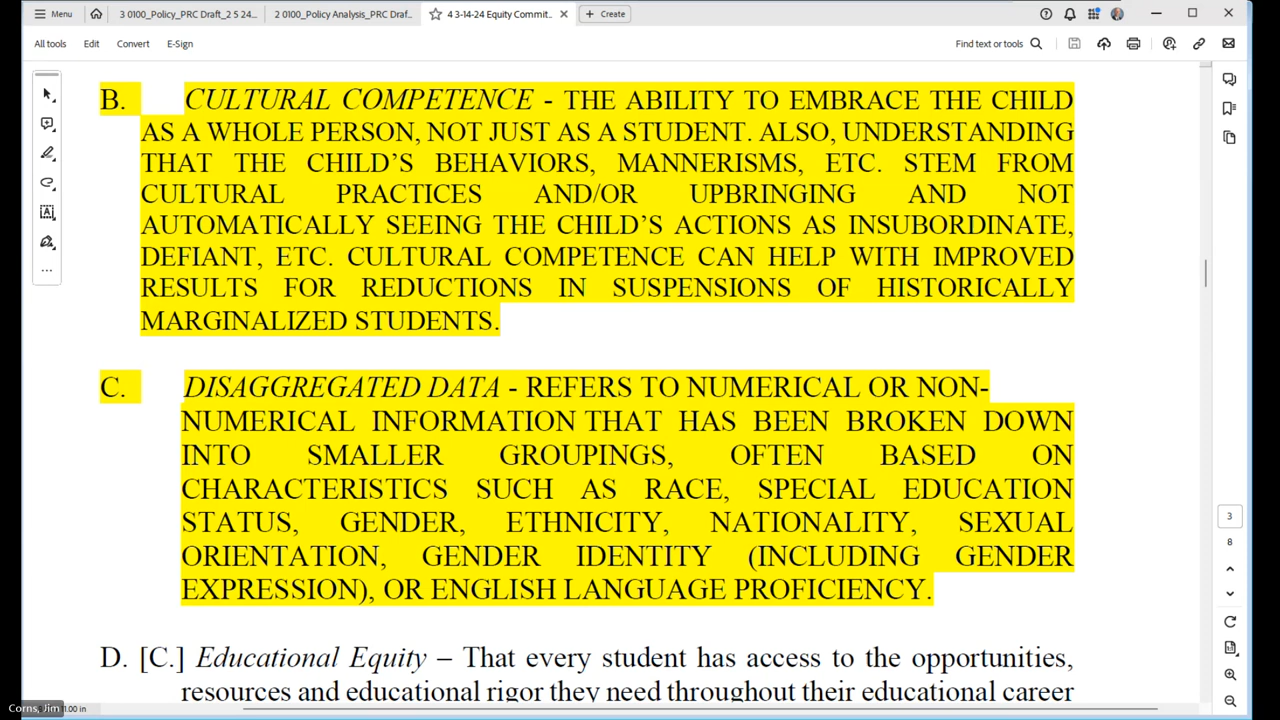 Menu
3 0100_Policy_PRC Draft_2 S 24...
2 0100_Policy Analysis_PRC Draf...
4 3-14-24 Equity Commit...
Create
All tools Edit Convert E-Sign
Find text or tools
B. CULTURAL COMPETENCE - THE ABILITY TO EMBRACE THE CHILD
AS A WHOLE PERSON, NOT JUST AS A STUDENT. ALSO, UNDERSTANDING
THAT THE CHILD'S BEHAVIORS, MANNERISMS, ETC. STEM FROM
CULTURAL PRACTICES AND/OR UPBRINGING AND NOT
AUTOMATICALLY SEEING THE CHILD'S ACTIONS AS INSUBORDINATE,
DEFIANT, ETC. CULTURAL COMPETENCE CAN HELP WITH IMPROVED
RESULTS FOR REDUCTIONS IN SUSPENSIONS OF HISTORICALLY
MARGINALIZED STUDENTS.
C. DISAGGREGATED DATA - REFERS TO NUMERICAL OR NON-
NUMERICAL INFORMATION THAT HAS BEEN BROKEN DOWN
INTO SMALLER GROUPINGS, OFTEN BASED ON
CHARACTERISTICS SUCH AS RACE, SPECIAL EDUCATION
STATUS, GENDER, ETHNICITY, NATIONALITY, SEXUAL
ORIENTATION, GENDER IDENTITY (INCLUDING GENDER
EXPRESSION), OR ENGLISH LANGUAGE PROFICIENCY.
D. [C.] Educational Equity – That every student has access to the opportunities,
resources and educational rigor they need throughout their educational career
3
8
Corns, Jim
1.00 in